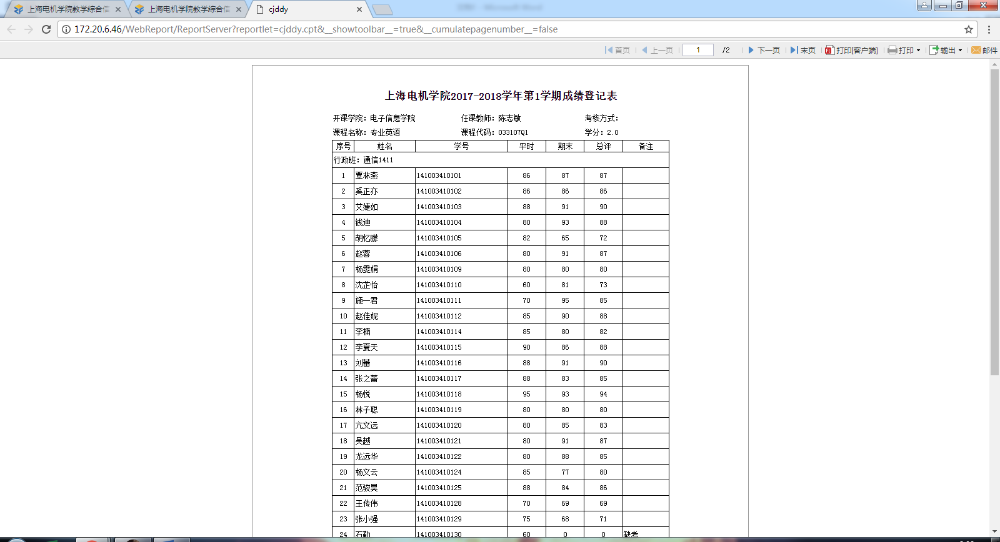 上海电机学院教学综合信
上海电机学院教学综合信
cjddy
172.20.6.46/WebReport/ReportServer?reportlet=cjddy.cpt&__showtoolbar__=true&__cumulatepagenumber__=false
首页 上一页 1 /2 下一页 末页 打印[客户端] 打印 输出 邮件
上海电机学院2017-2018学年第1学期成绩登记表
开课学院: 电子信息学院 任课教师: 陈志敏 考核方式:
课程名称: 专业英语 课程代码: 033107Q1 学分: 2.0
序号 姓名 学号 平时 期末 总评 备注
行政班: 通信1411
1 覃林燕 141003410101 86 87 87
2 奚正亦 141003410102 86 86 86
3 艾婕如 141003410103 88 91 90
4 钱迪 141003410104 80 93 88
5 胡忆朦 141003410105 82 65 72
6 赵蓉 141003410106 80 91 87
7 杨雯娟 141003410109 80 80 80
8 沈芷怡 141003410110 60 81 73
9 施一君 141003410111 70 95 85
10 赵佳妮 141003410112 85 90 88
11 李楠 141003410114 85 80 82
12 李夏天 141003410115 90 86 88
13 刘蕾 141003410116 88 91 90
14 张之蕾 141003410117 88 83 85
15 杨悦 141003410118 95 93 94
16 林子聪 141003410119 80 80 80
17 亢文远 141003410120 80 85 83
18 吴越 141003410121 80 91 87
19 龙远华 141003410122 80 88 85
20 杨文云 141003410124 85 77 80
21 范骏昊 141003410125 88 84 86
22 王传伟 141003410128 70 69 69
23 张小强 141003410129 75 68 71
24 石勤 141003410130 60 0 0 缺考